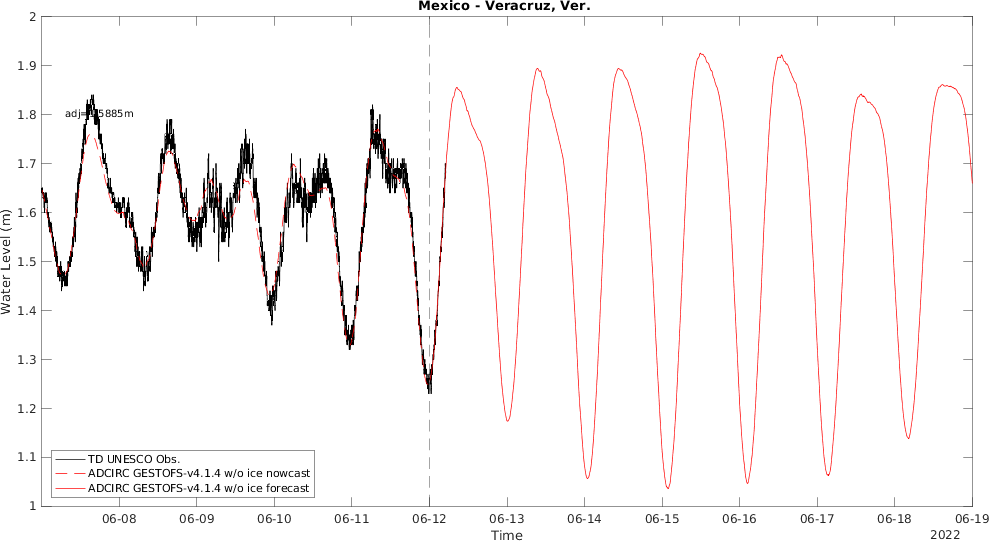 Mexico - Veracruz, Ver.
2
1.9
1.8
1.7
1.6
1.5
1.4
1.3
1.2
1.1
1
Water Level (m)
TD UNESCO Obs.
ADCIRC GESTOFS-v4.1.4 w/o ice nowcast
ADCIRC GESTOFS-v4.1.4 w/o ice forecast
06-08 06-09 06-10 06-11 06-12 06-13 06-14 06-15 06-16 06-17 06-18 06-19
Time
2022